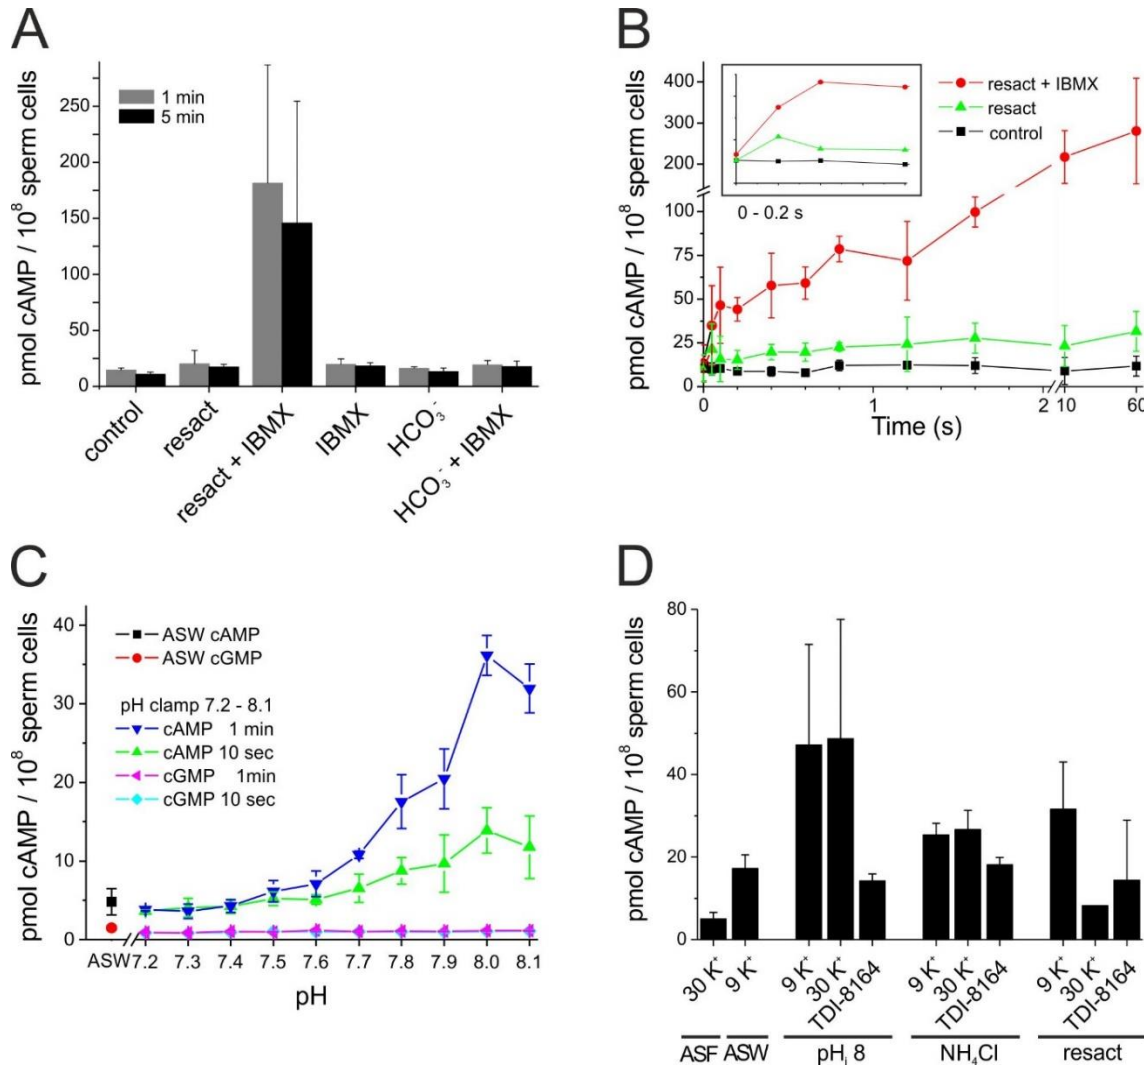 A
pmol cAMP / 10⁸ sperm cells
250
200
150
100
50
0
1 min
5 min
control
resact
resact + IBMX
IBMX
HCO₃⁻
HCO₃⁻ + IBMX
B
pmol cAMP / 10⁸ sperm cells
400
300
200
100
75
50
25
0
0 - 0.2 s
resact + IBMX
resact
control
0
1
2
10
60
Time (s)
C
pmol cAMP / 10⁸ sperm cells
40
30
20
10
0
ASW cAMP
ASW cGMP
pH clamp 7.2 - 8.1
cAMP 1 min
cAMP 10 sec
cGMP 1min
cGMP 10 sec
ASW
7.2
7.3
7.4
7.5
7.6
7.7
7.8
7.9
8.0
8.1
pH
D
pmol cAMP / 10⁸ sperm cells
80
60
40
20
0
30 K⁺
9 K⁺
9 K⁺
30 K⁺
TDI-8164
9 K⁺
30 K⁺
TDI-8164
9 K⁺
30 K⁺
TDI-8164
ASF
ASW
pHᵢ 8
NH₄Cl
resact